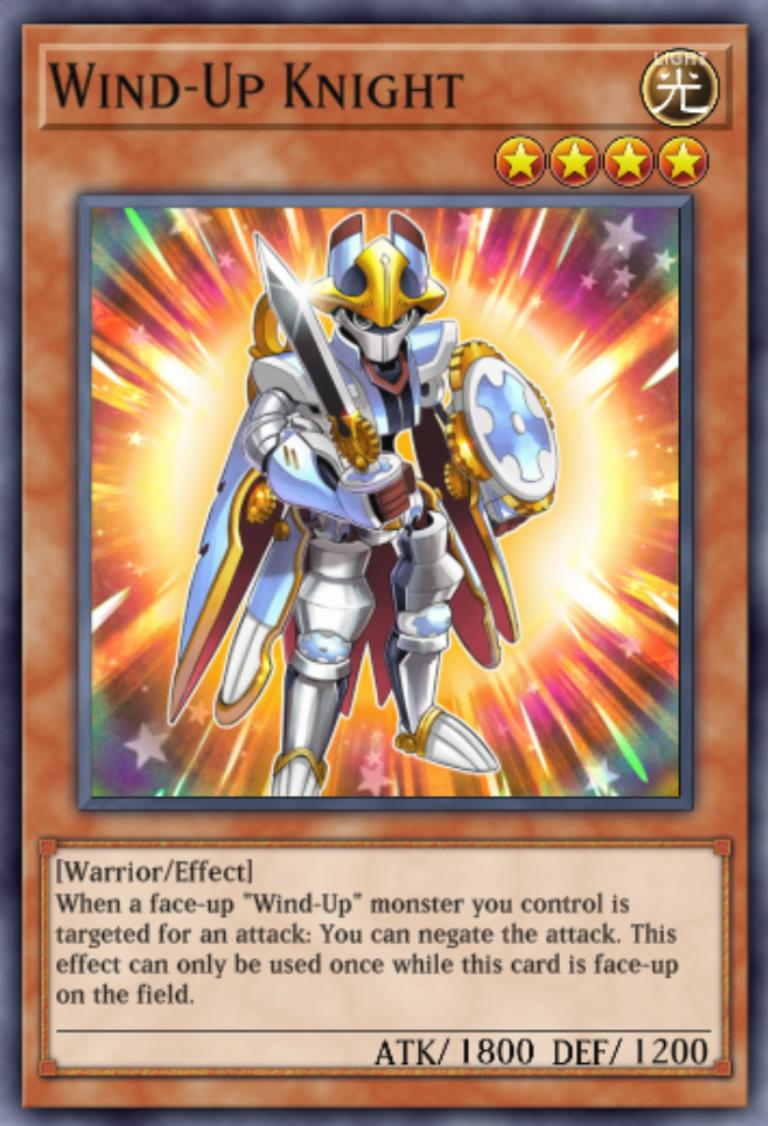 Wind-Up Knight
LIGHT
光
[Warrior/Effect]
When a face-up "Wind-Up" monster you control is
targeted for an attack: You can negate the attack. This
effect can only be used once while this card is face-up
on the field.
ATK/ 1800 DEF/ 1200